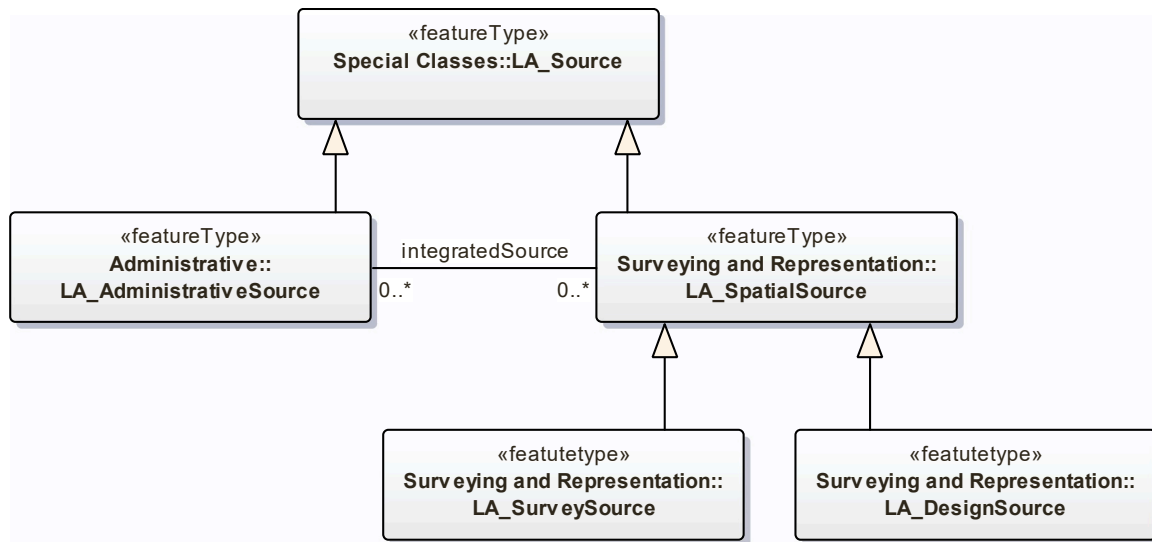 «featureType»
Special Classes::LA_Source
«featureType»
Administrative::
LA_AdministrativeSource
integratedSource
0..*
0..*
«featureType»
Surveying and Representation::
LA_SpatialSource
«featutetype»
Surveying and Representation::
LA_SurveySource
«featutetype»
Surveying and Representation::
LA_DesignSource